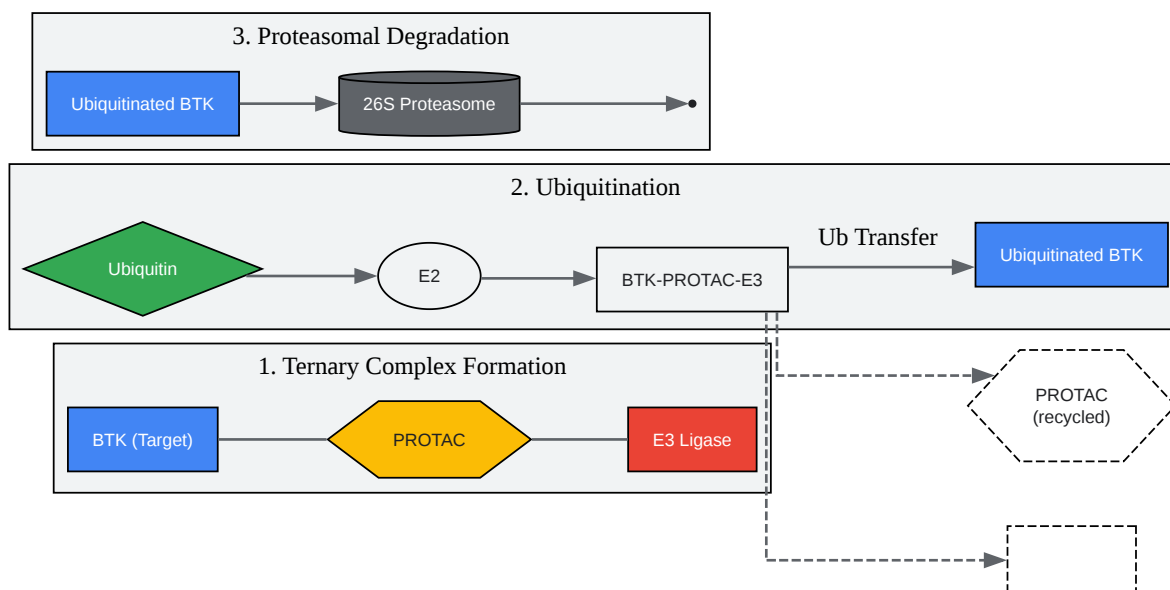 3. Proteasomal Degradation
Ubiquitinated BTK
26S Proteasome
2. Ubiquitination
Ubiquitin
E2
BTK-PROTAC-E3
Ub Transfer
Ubiquitinated BTK
1. Ternary Complex Formation
BTK (Target)
PROTAC
E3 Ligase
PROTAC
(recycled)